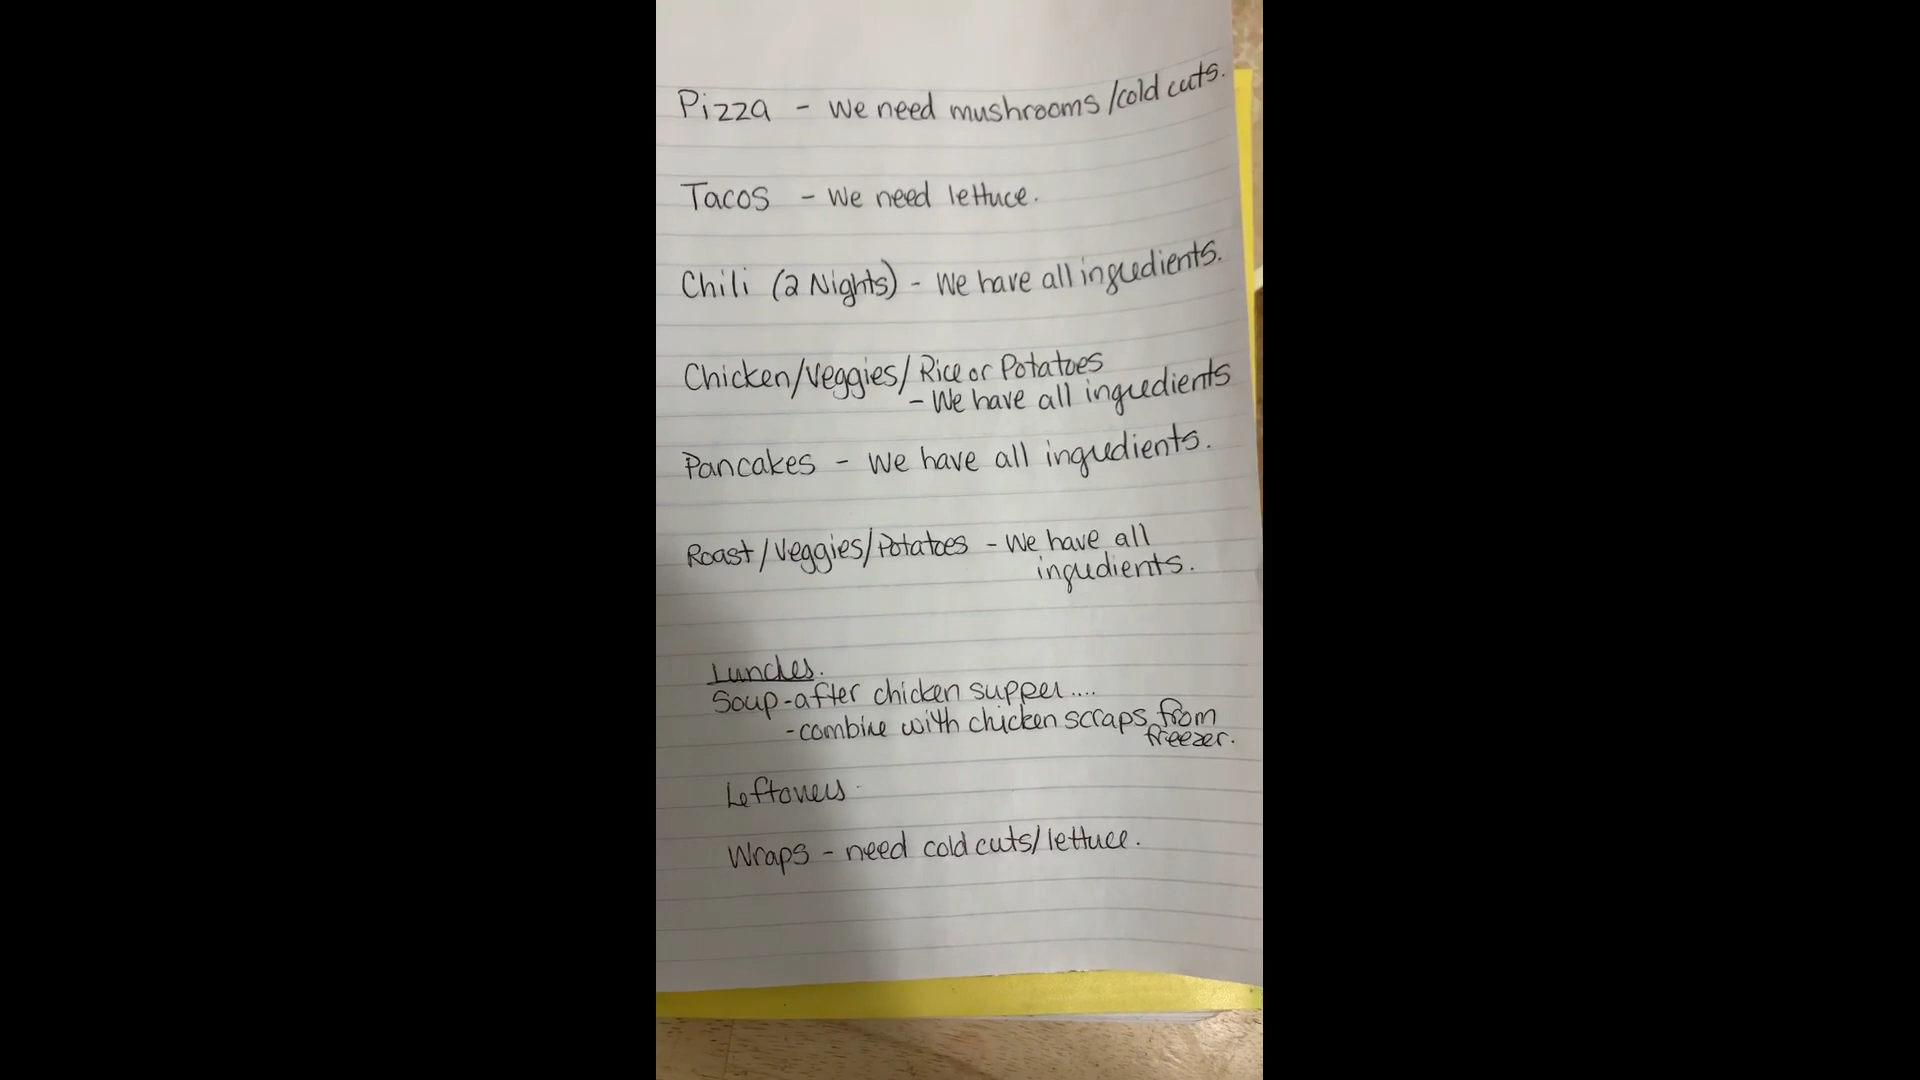 Pizza - We need mushrooms/cold cuts.
Tacos - We need lettuce.
Chili (2 Nights) - We have all ingredients.
Chicken/Veggies/Rice or Potatoes
- We have all ingredients
Pancakes - We have all ingredients.
Roast/Veggies/Potatoes - We have all
ingredients.
Lunches.
Soup-after chicken supper....
-combine with chicken scraps from
freezer.
Leftovers
Wraps - need cold cuts/lettuce.